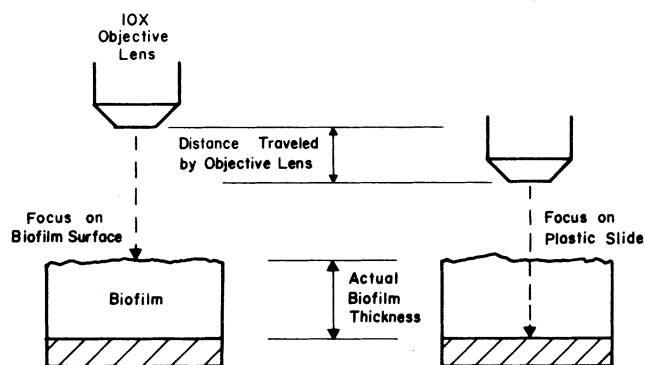 10X
Objective
Lens
Distance Traveled
by Objective Lens
Focus on
Biofilm Surface
Focus on
Plastic Slide
Biofilm
Actual
Biofilm
Thickness